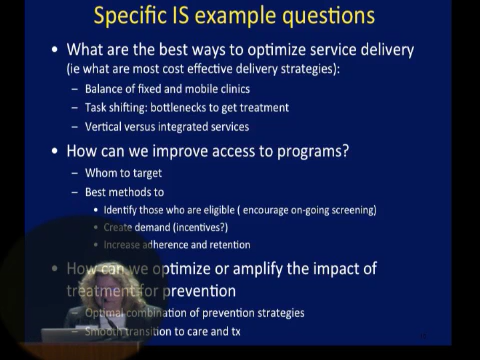 Specific IS example questions
• What are the best ways to optimize service delivery
(ie what are most cost effective delivery strategies):
– Balance of fixed and mobile clinics
– Task shifting: bottlenecks to get treatment
– Vertical versus integrated services
• How can we improve access to programs?
– Whom to target
– Best methods to
• Identify those who are eligible ( encourage on-going screening)
• Create demand (incentives?)
• Increase adherence and retention
• How can we optimize or amplify the impact of
treatment for prevention
– Optimal combination of prevention strategies
– Smooth transition to care and tx